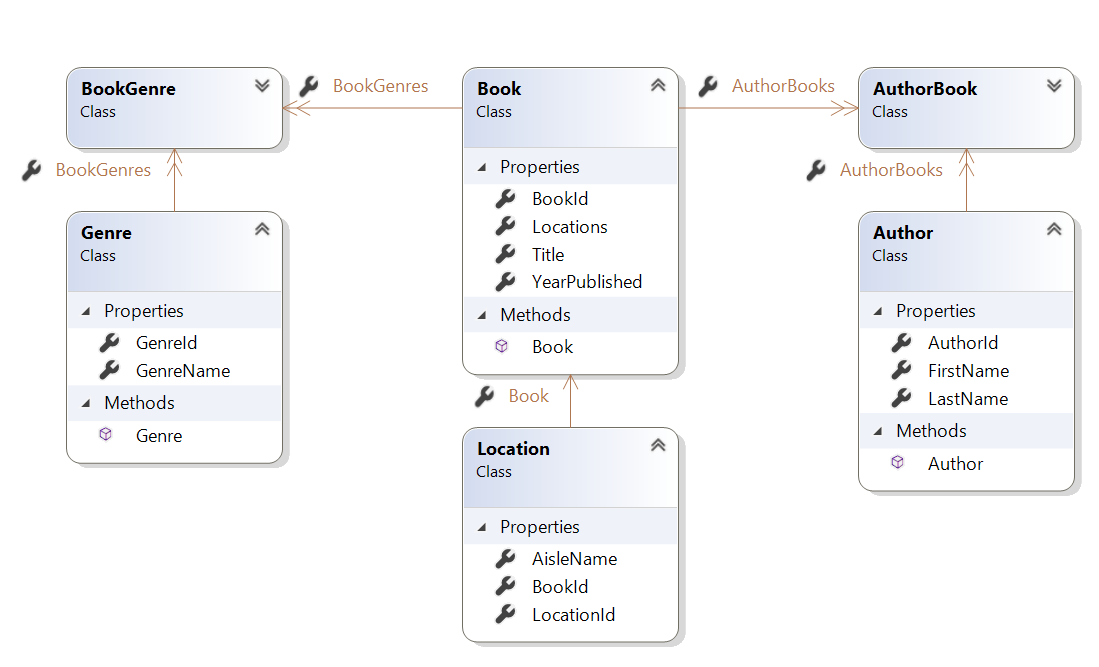 BookGenre
Class
BookGenres
Book
Class
AuthorBooks
AuthorBook
Class
BookGenres
AuthorBooks
Genre
Class
Properties
GenreId
GenreName
Methods
Genre
Properties
BookId
Locations
Title
YearPublished
Methods
Book
Author
Class
Properties
AuthorId
FirstName
LastName
Methods
Author
Book
Location
Class
Properties
AisleName
BookId
LocationId